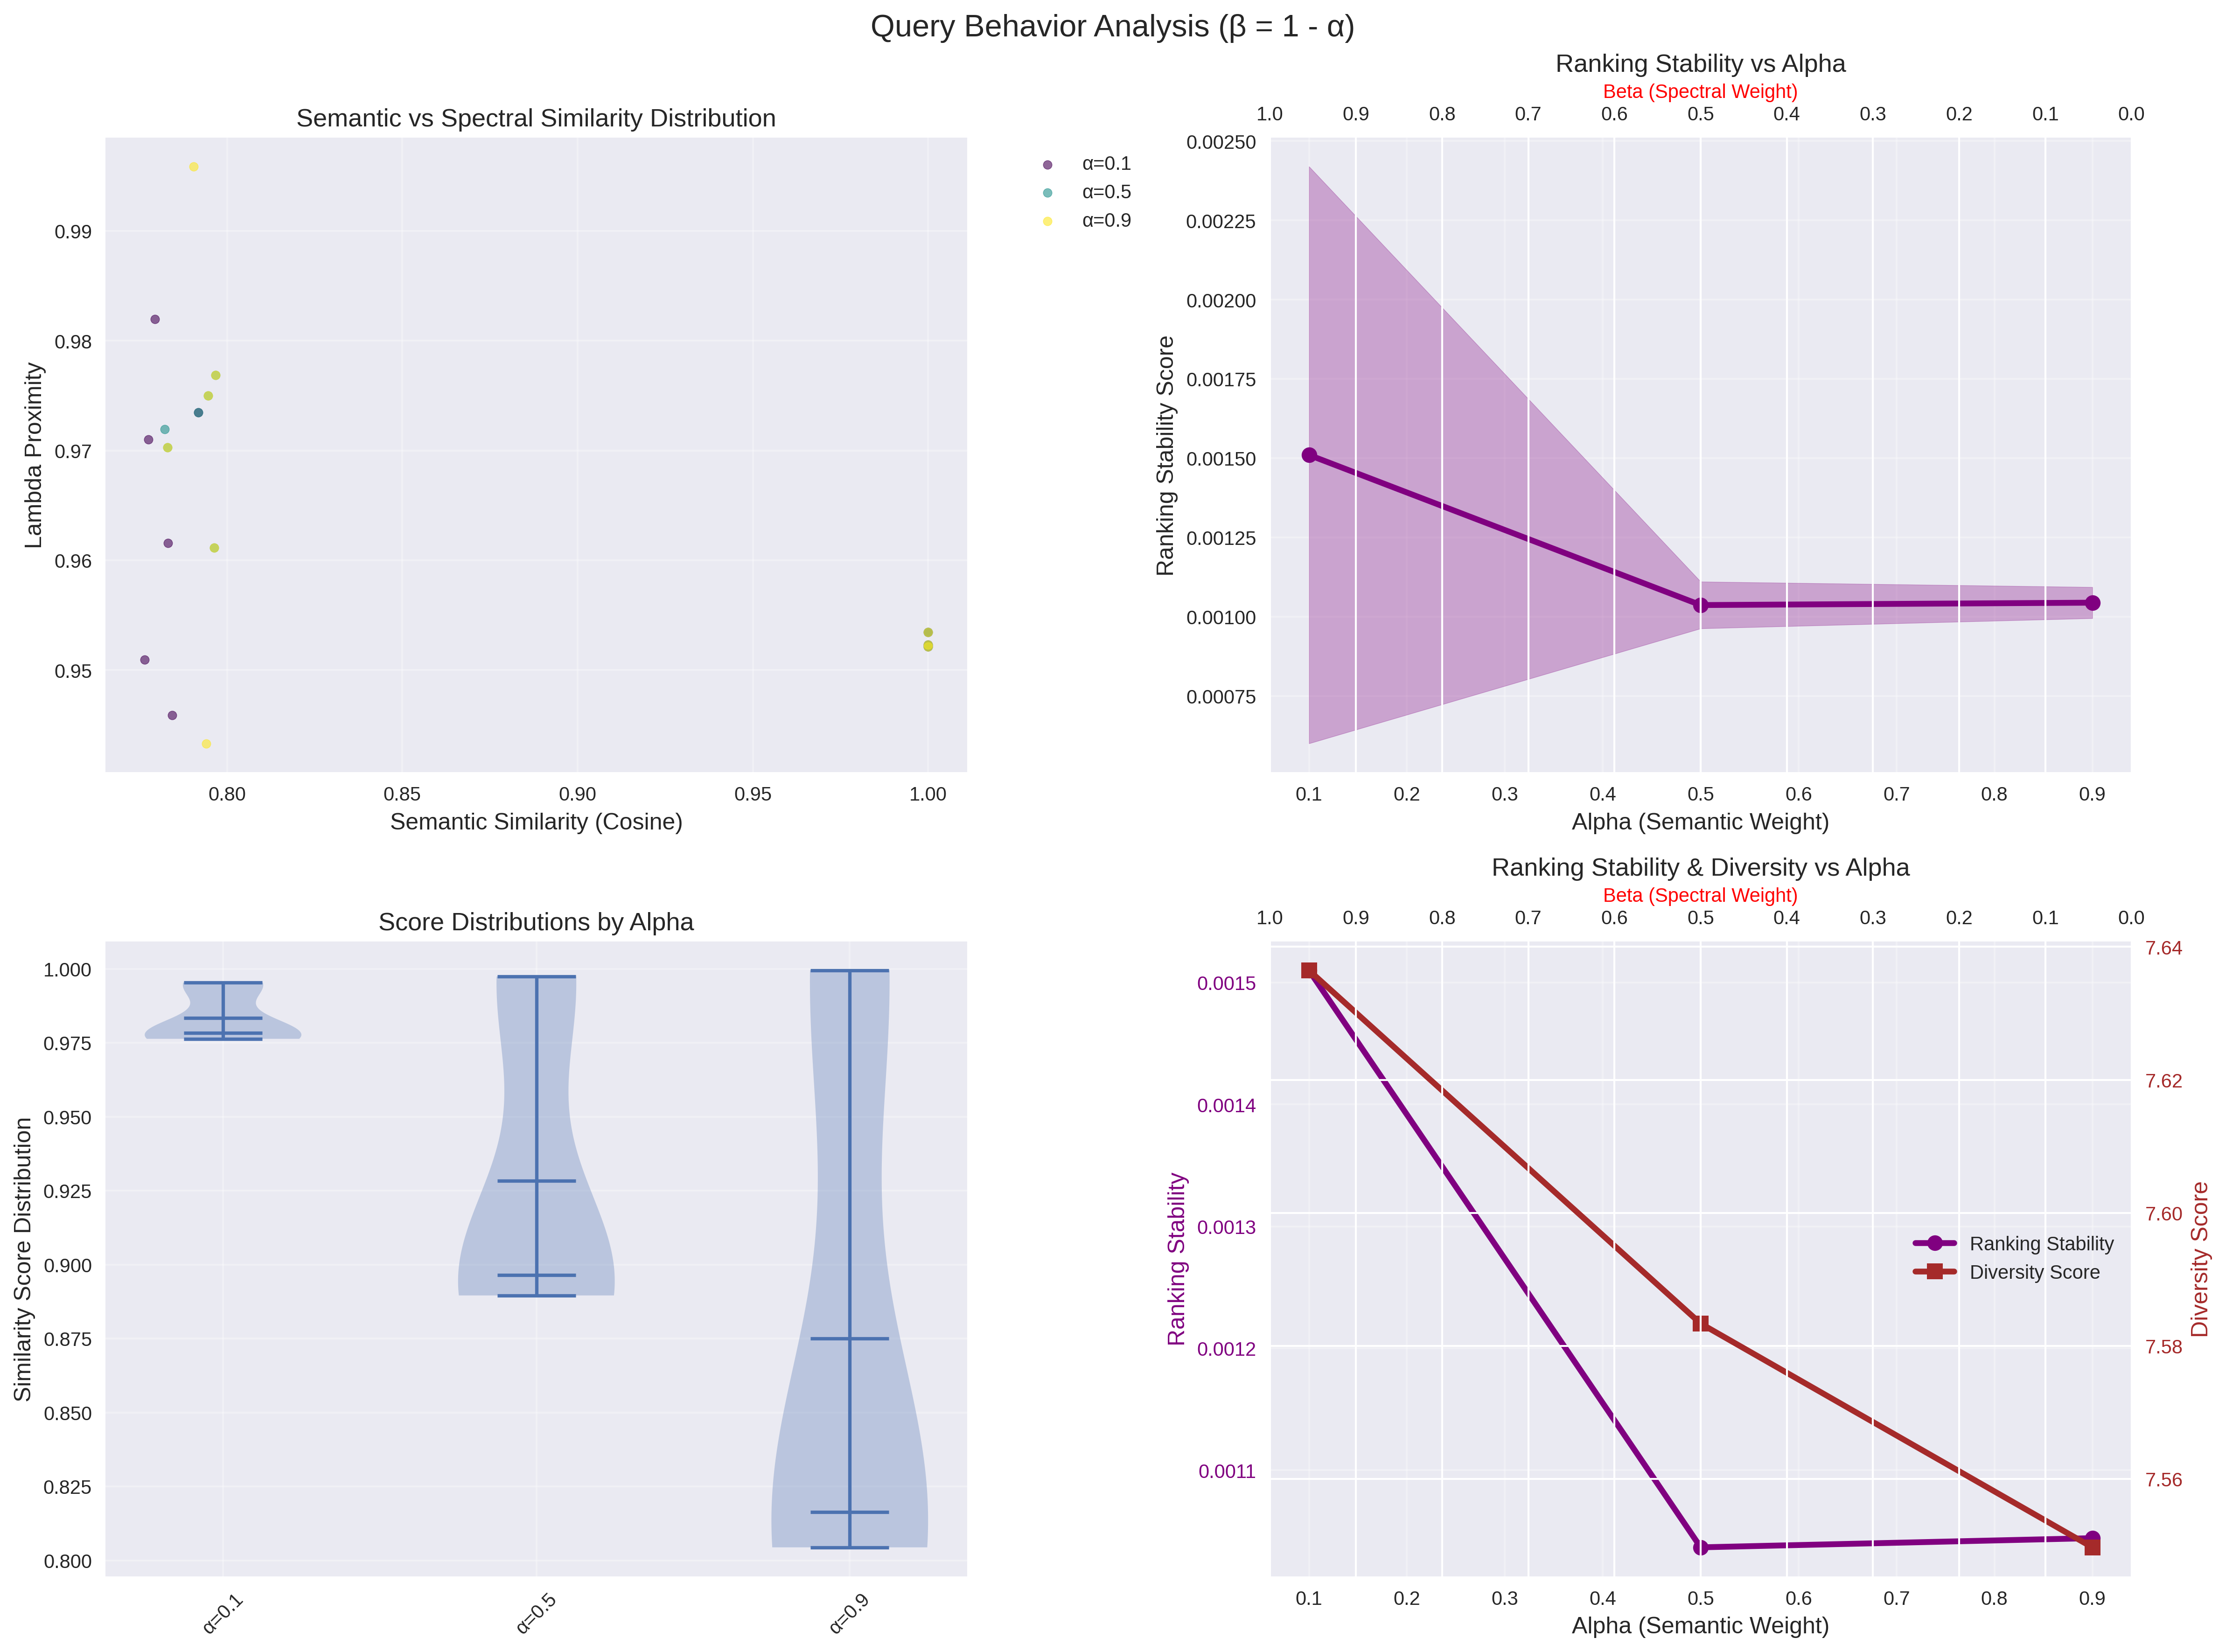 Query Behavior Analysis (β = 1 - α)
Semantic vs Spectral Similarity Distribution
0.99
0.98
0.97
0.96
0.95
Lambda Proximity
0.80 0.85 0.90 0.95 1.00
Semantic Similarity (Cosine)
α=0.1
α=0.5
α=0.9
Ranking Stability vs Alpha
Beta (Spectral Weight)
1.0 0.9 0.8 0.7 0.6 0.5 0.4 0.3 0.2 0.1 0.0
0.00250
0.00225
0.00200
0.00175
0.00150
0.00125
0.00100
0.00075
Ranking Stability Score
0.1 0.2 0.3 0.4 0.5 0.6 0.7 0.8 0.9
Alpha (Semantic Weight)
Score Distributions by Alpha
1.000
0.975
0.950
0.925
0.900
0.875
0.850
0.825
0.800
Similarity Score Distribution
α=0.1 α=0.5 α=0.9
Ranking Stability & Diversity vs Alpha
Beta (Spectral Weight)
1.0 0.9 0.8 0.7 0.6 0.5 0.4 0.3 0.2 0.1 0.0
0.0015
0.0014
0.0013
0.0012
0.0011
Ranking Stability
Ranking Stability
Diversity Score
7.64
7.62
7.60
7.58
7.56
Diversity Score
0.1 0.2 0.3 0.4 0.5 0.6 0.7 0.8 0.9
Alpha (Semantic Weight)